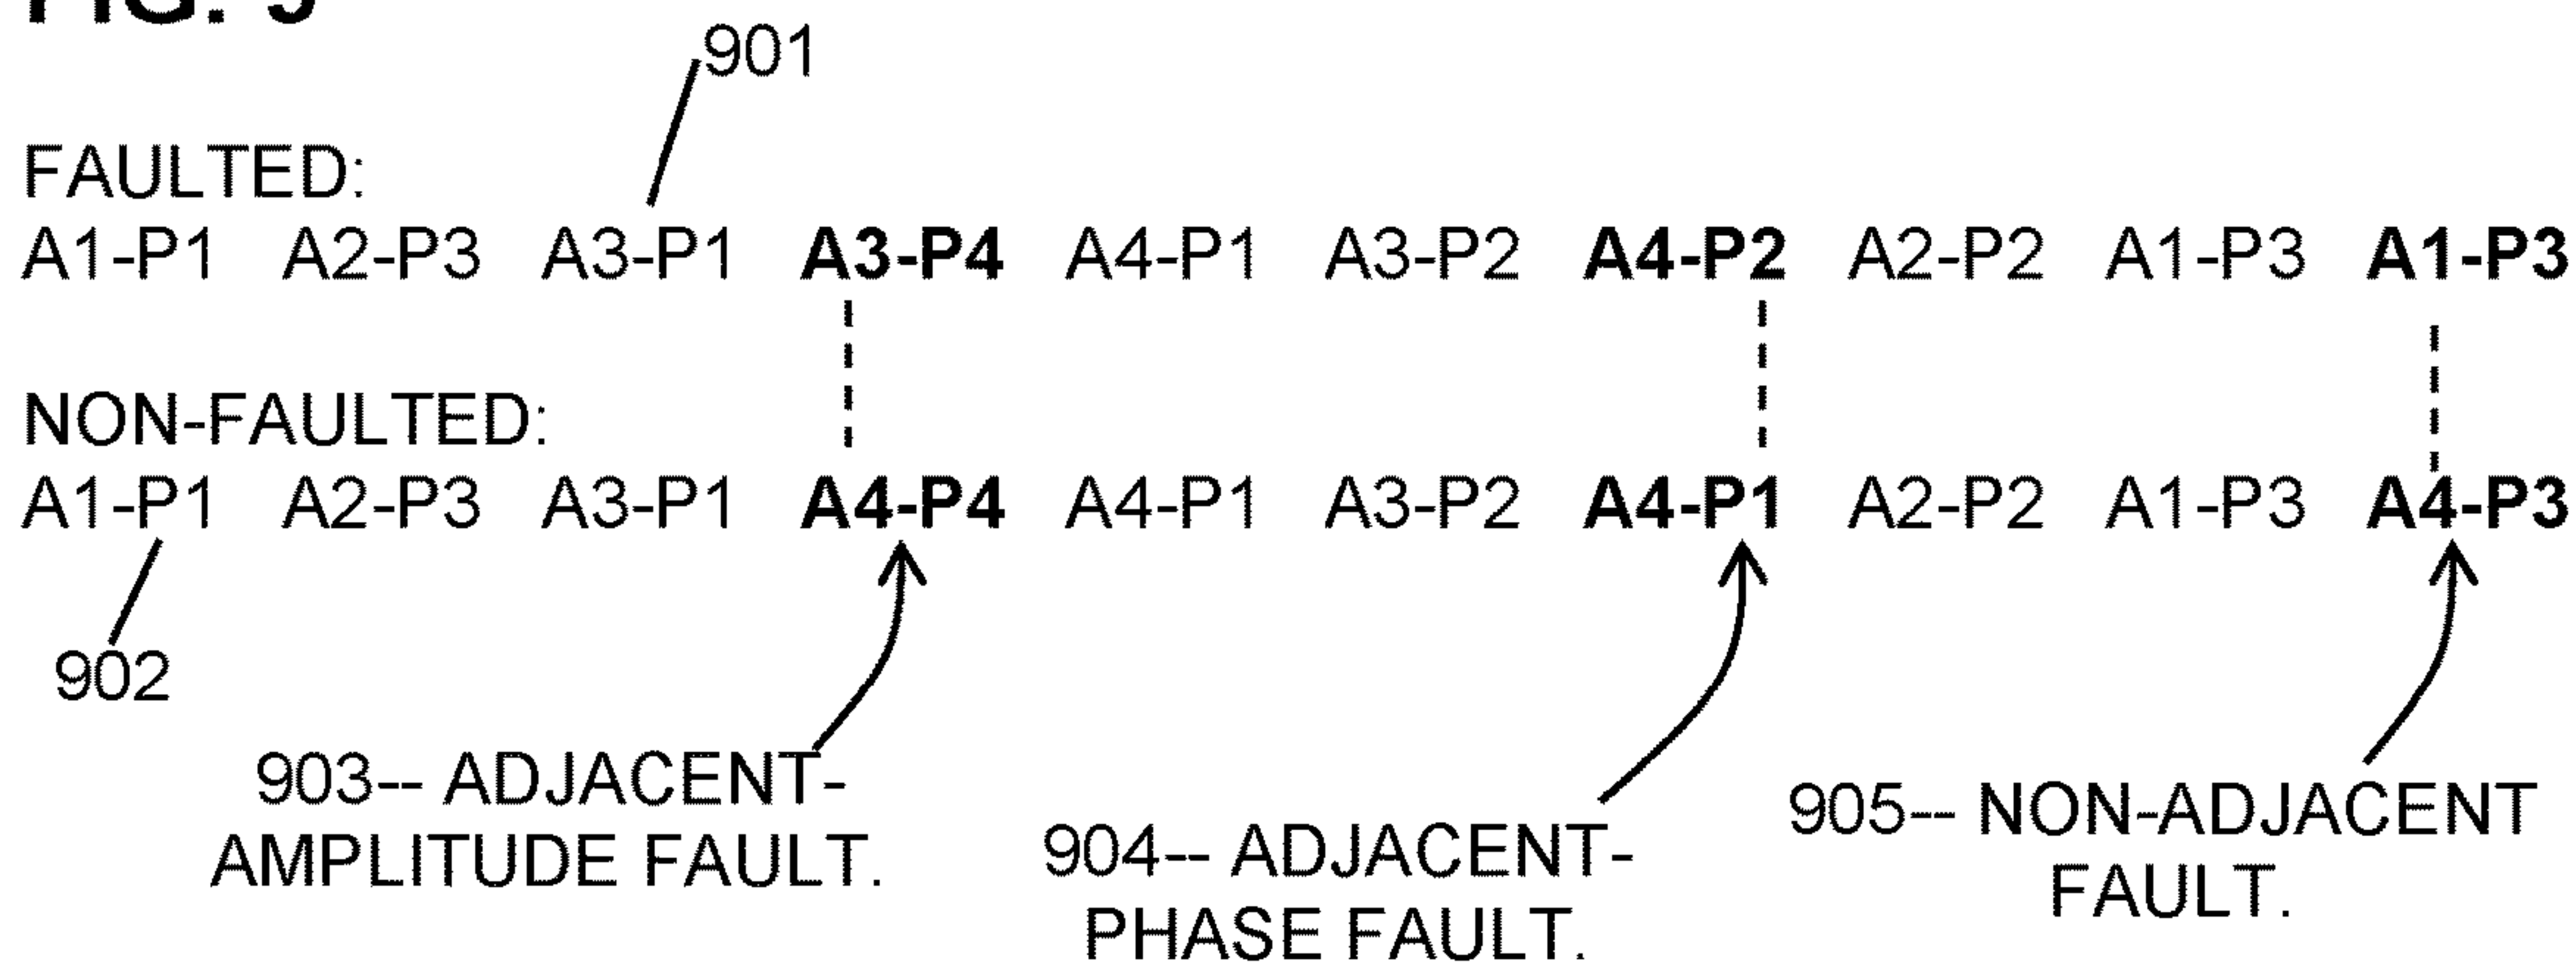 FIG. 9
901
FAULTED:
A1-P1 A2-P3 A3-P1 A3-P4 A4-P1 A3-P2 A4-P2 A2-P2 A1-P3 A1-P3
NON-FAULTED:
A1-P1 A2-P3 A3-P1 A4-P4 A4-P1 A3-P2 A4-P1 A2-P2 A1-P3 A4-P3
902
903-- ADJACENT-
AMPLITUDE FAULT.
904-- ADJACENT-
PHASE FAULT.
905-- NON-ADJACENT
FAULT.